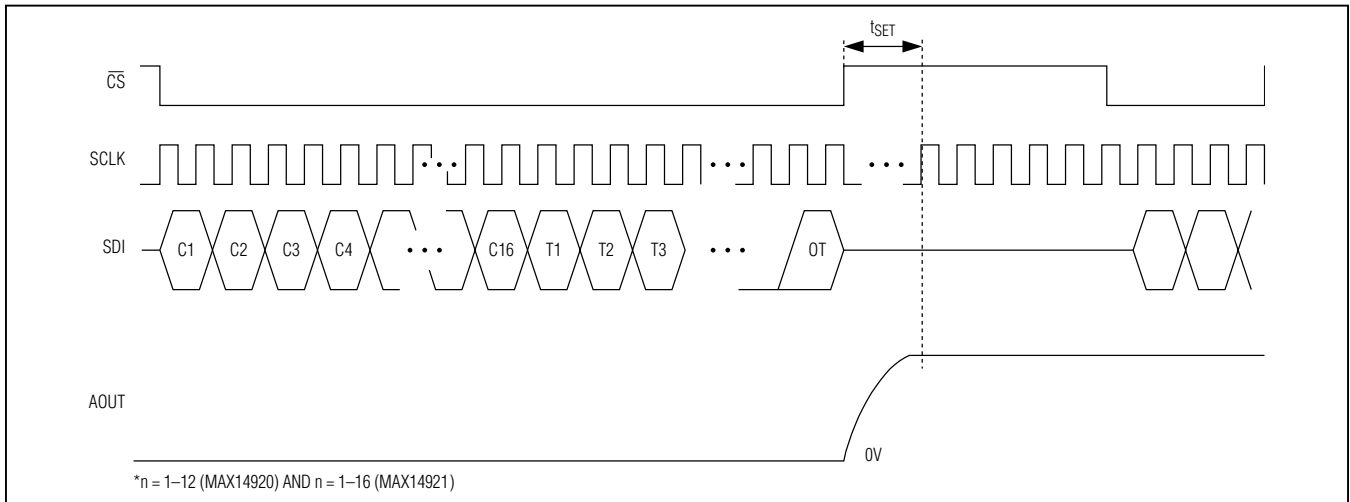 tSET
CS
SCLK
SDI C1 C2 C3 C4 C16 T1 T2 T3 OT
AOUT
0V
*n = 1–12 (MAX14920) AND n = 1–16 (MAX14921)